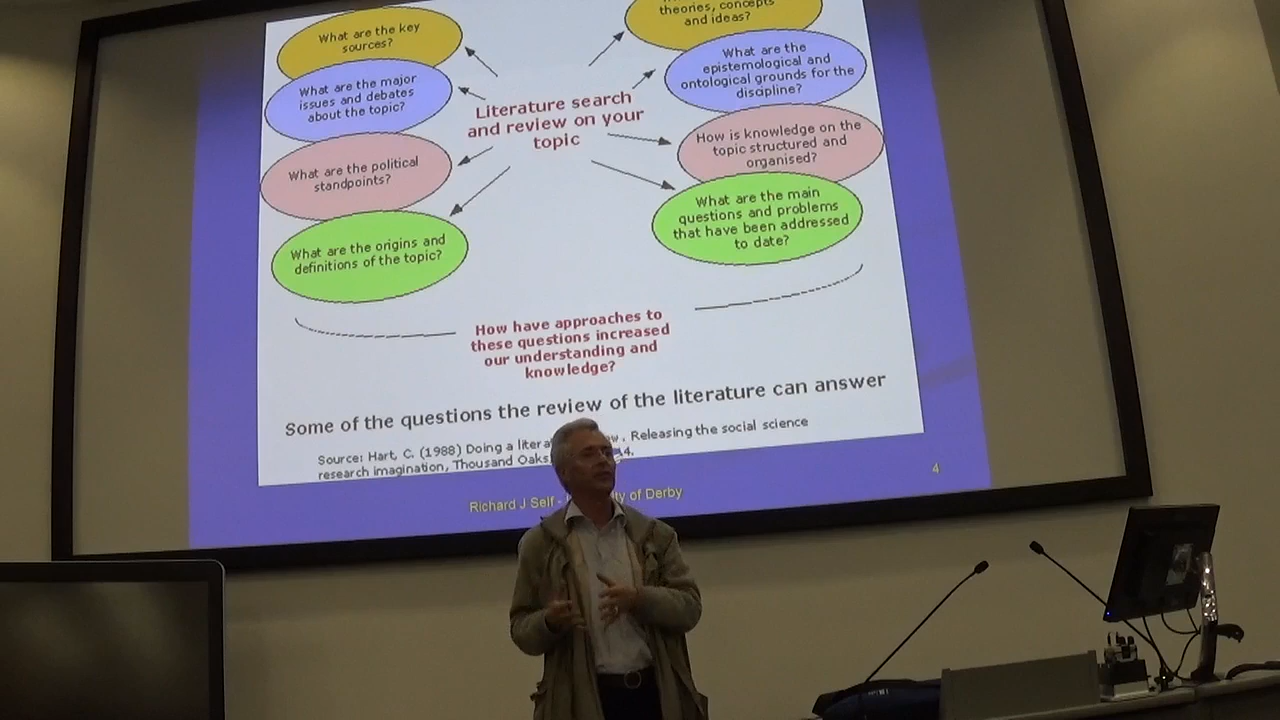 What are the key
sources?
What are the major
issues and debates
about the topic?
What are the political
standpoints?
What are the origins and
definitions of the topic?
Literature search
and review on your
topic
theories, concepts
and ideas?
What are the
epistemological and
ontological grounds for the
discipline?
How is knowledge on the
topic structured and
organised?
What are the main
questions and problems
that have been addressed
to date?
How have approaches to
these questions increased
our understanding and
knowledge?
Some of the questions the review of the literature can answer
Source: Hart, C. (1988) Doing a . Releasing the social science
research imagination, Thousand Oaks
Richard J Self - of Derby
4